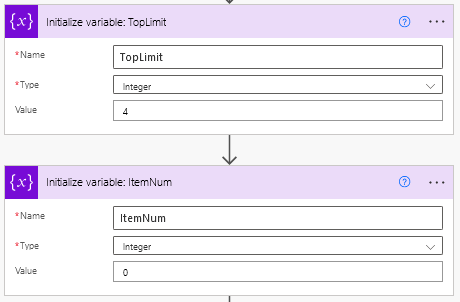 {x} Initialize variable: TopLimit ? ...
*Name TopLimit
*Type Integer
Value 4
{x} Initialize variable: ItemNum ? ...
*Name ItemNum
*Type Integer
Value 0